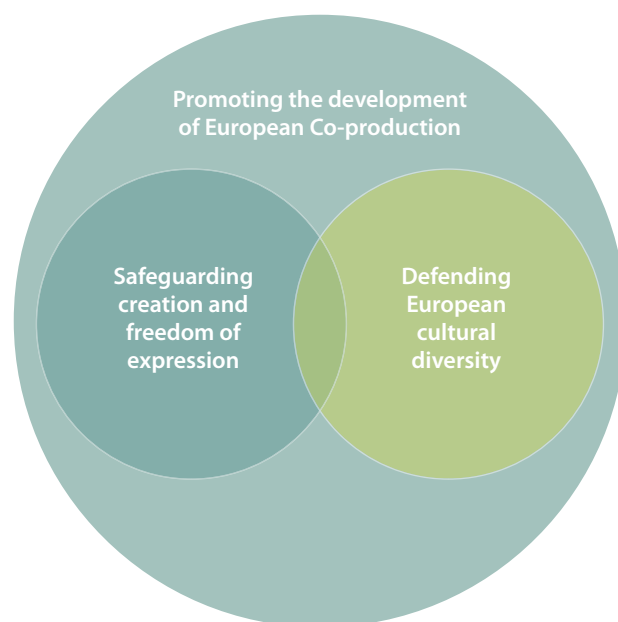 Promoting the development
of European Co-production
Safeguarding
creation and
freedom of
expression
Defending
European
cultural
diversity